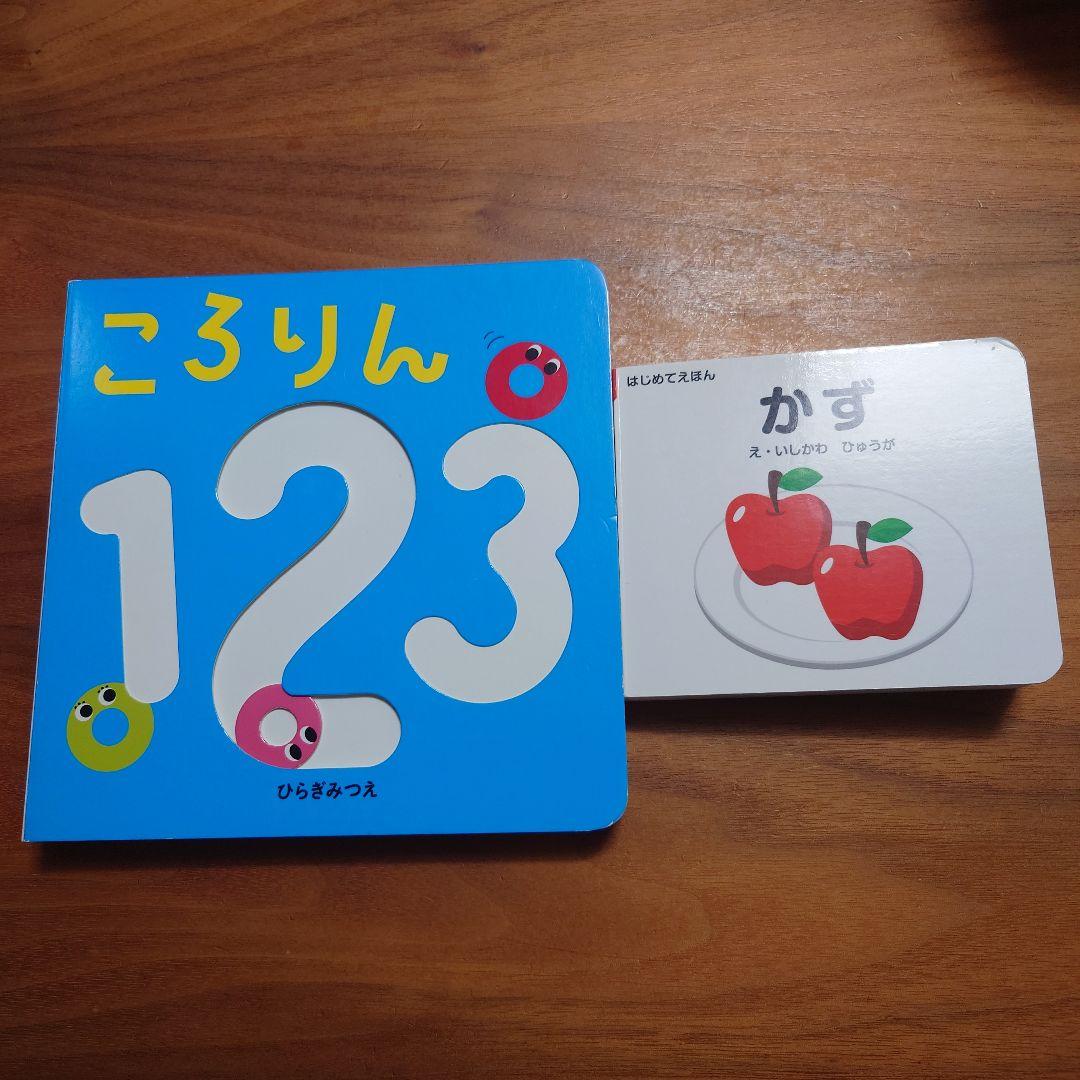 ころりん
123
ひらぎみつえ
はじめてえほん
かず
え・いしかわ ひゅうが